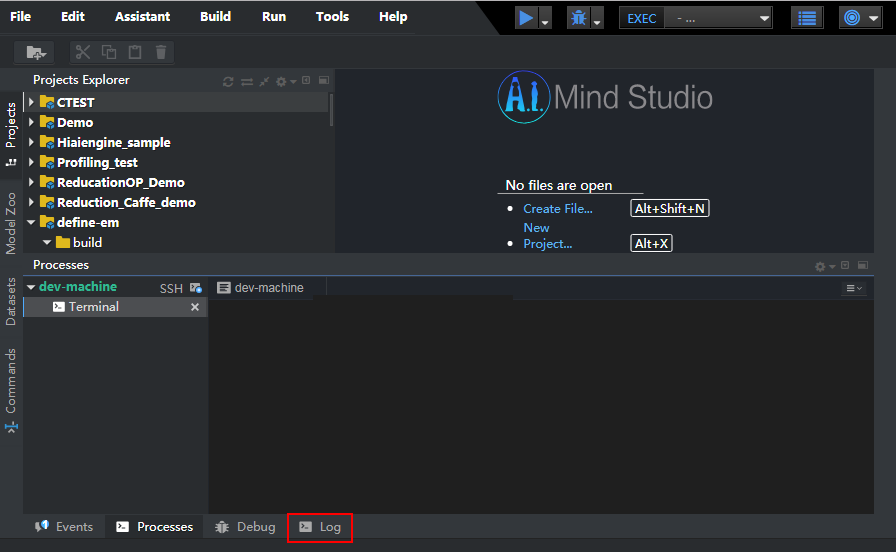 File Edit Assistant Build Run Tools Help EXEC - ...
Projects Explorer
CTEST
Demo
Hiaiengine_sample
Profiling_test
ReducationOP_Demo
Reduction_Caffe_demo
define-em
build
Projects
Model Zoo
Datasets
Commands
A.I. Mind Studio
No files are open
• Create File... Alt+Shift+N
New
• Project... Alt+X
Processes
dev-machine SSH
Terminal
dev-machine
Events Processes Debug Log